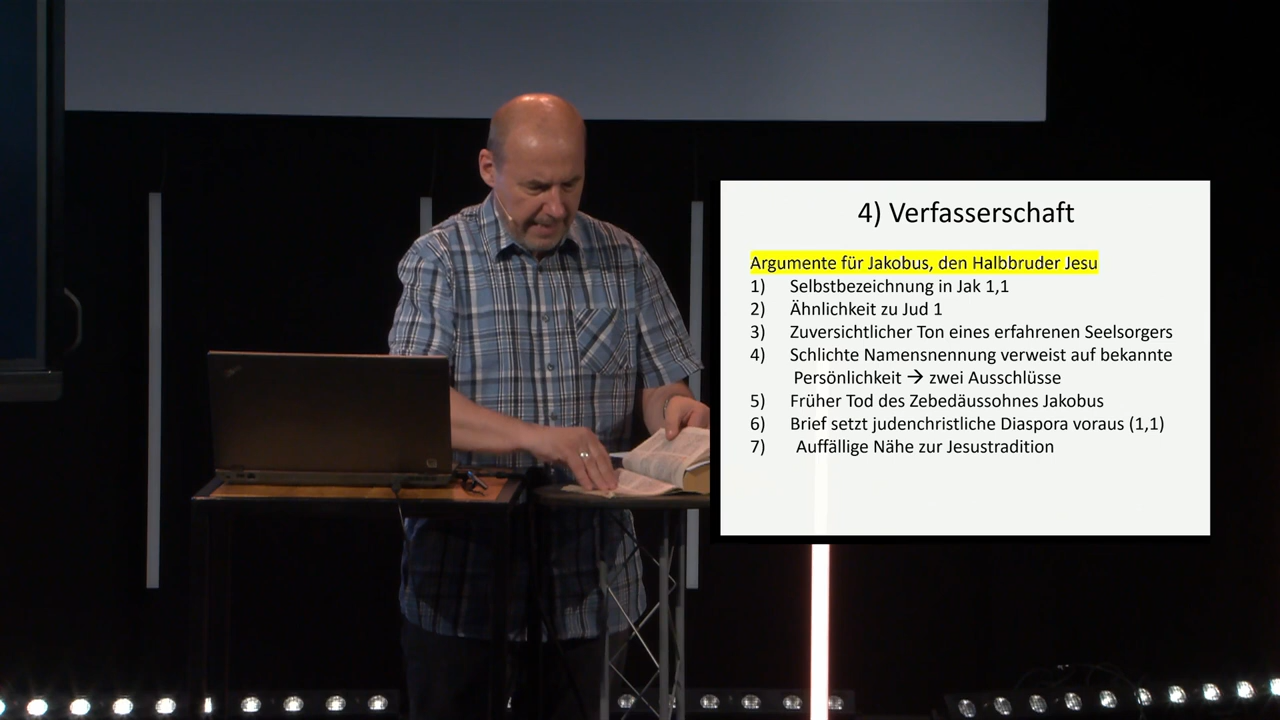 4) Verfasserschaft
Argumente für Jakobus, den Halbbruder Jesu
1) Selbstbezeichnung in Jak 1,1
2) Ähnlichkeit zu Jud 1
3) Zuversichtlicher Ton eines erfahrenen Seelsorgers
4) Schlichte Namensnennung verweist auf bekannte
Persönlichkeit → zwei Ausschlüsse
5) Früher Tod des Zebedäussohnes Jakobus
6) Brief setzt judenchristliche Diaspora voraus (1,1)
7) Auffällige Nähe zur Jesustradition